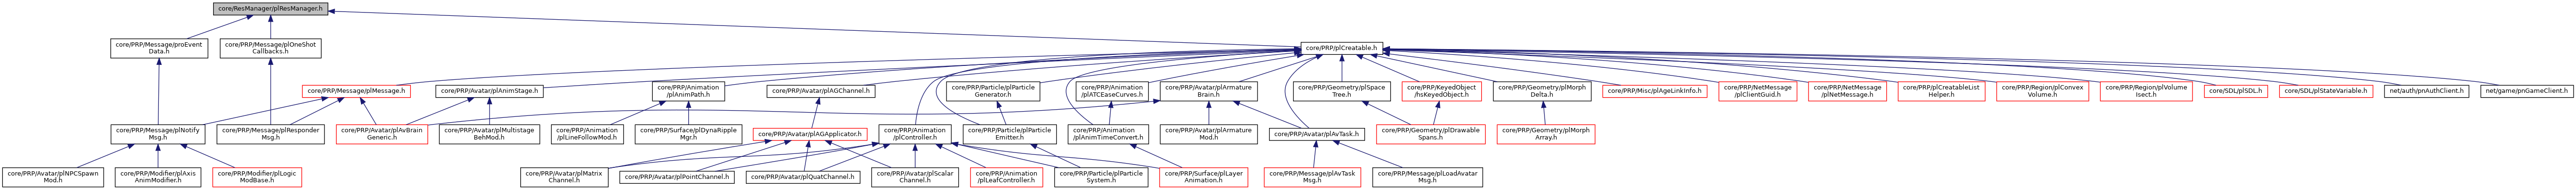 core/ResManager/plResManager.h
core/PRP/Message/proEvent
Data.h
core/PRP/Message/plOneShot
Callbacks.h
core/PRP/plCreatable.h
core/PRP/Message/plMessage.h
core/PRP/Avatar/plAnimStage.h
core/PRP/Animation
/plAnimPath.h
core/PRP/Avatar/plAGChannel.h
core/PRP/Particle/plParticle
Generator.h
core/PRP/Animation
/plATCEaseCurves.h
core/PRP/Avatar/plArmature
Brain.h
core/PRP/Geometry/plSpace
Tree.h
core/PRP/KeyedObject
/hsKeyedObject.h
core/PRP/Geometry/plMorph
Delta.h
core/PRP/Misc/plAgeLinkInfo.h
core/PRP/NetMessage
/plClientGuid.h
core/PRP/NetMessage
/plNetMessage.h
core/PRP/plCreatableList
Helper.h
core/PRP/Region/plConvex
Volume.h
core/PRP/Region/plVolume
Isect.h
core/SDL/plSDL.h
core/SDL/plStateVariable.h
net/auth/pnAuthClient.h
net/game/pnGameClient.h
core/PRP/Message/plNotify
Msg.h
core/PRP/Message/plResponder
Msg.h
core/PRP/Avatar/plAvBrain
Generic.h
core/PRP/Avatar/plMultistage
BehMod.h
core/PRP/Animation
/plLineFollowMod.h
core/PRP/Surface/plDynaRipple
Mgr.h
core/PRP/Avatar/plAGApplicator.h
core/PRP/Animation
/plController.h
core/PRP/Particle/plParticle
Emitter.h
core/PRP/Animation
/plAnimTimeConvert.h
core/PRP/Avatar/plArmature
Mod.h
core/PRP/Avatar/plAvTask.h
core/PRP/Geometry/plDrawable
Spans.h
core/PRP/Geometry/plMorph
Array.h
core/PRP/Avatar/plNPCSpawn
Mod.h
core/PRP/Modifier/plAxis
AnimModifier.h
core/PRP/Modifier/plLogic
ModBase.h
core/PRP/Avatar/plMatrix
Channel.h
core/PRP/Avatar/plPointChannel.h
core/PRP/Avatar/plQuatChannel.h
core/PRP/Avatar/plScalar
Channel.h
core/PRP/Animation
/plLeafController.h
core/PRP/Particle/plParticle
System.h
core/PRP/Surface/plLayer
Animation.h
core/PRP/Message/plAvTask
Msg.h
core/PRP/Message/plLoadAvatar
Msg.h